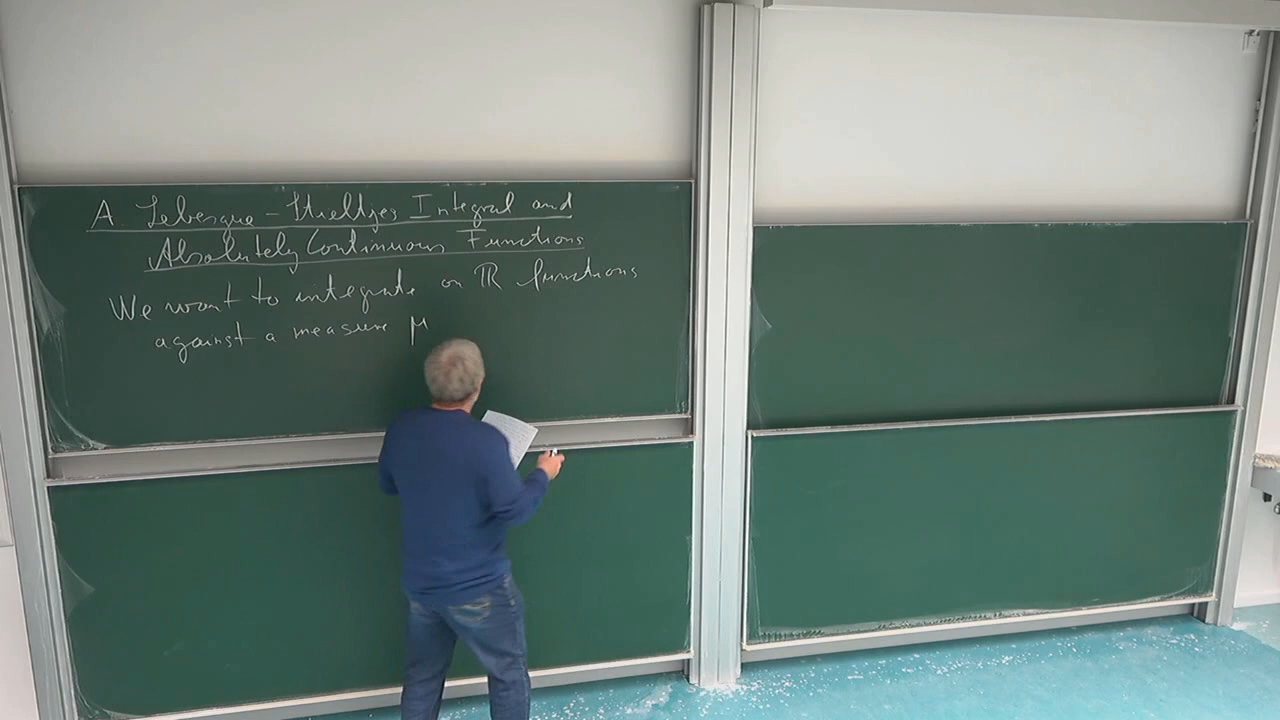 A. Lebesgue-Stieltjes Integral and
Absolutely Continuous Functions
We want to integrate on ℝ functions
against a measure μ